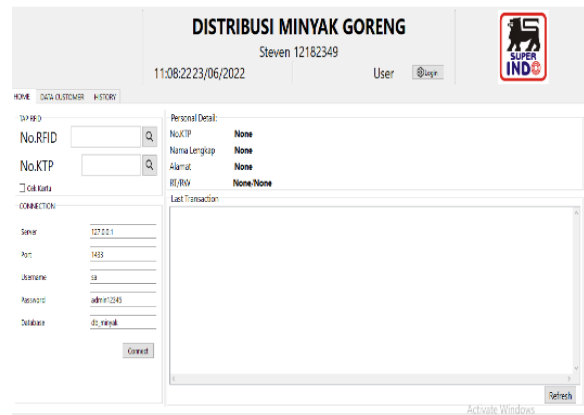 DISTRIBUSI MINYAK GORENG
Steven 12182349
11:08:2223/06/2022
User
Login
SUPER
INDO
HOME DATA CUSTOMER HISTORY
TAP RFID
No.RFID
No.KTP
Cek Kartu
CONNECTION
Server 127.0.0.1
Port 1433
Username sa
Password admin12345
Database db_minyak
Connect
Personal Detail:
No.KTP None
Nama Lengkap None
Alamat None
RT/RW None/None
Last Transaction
Refresh
Activate Windows